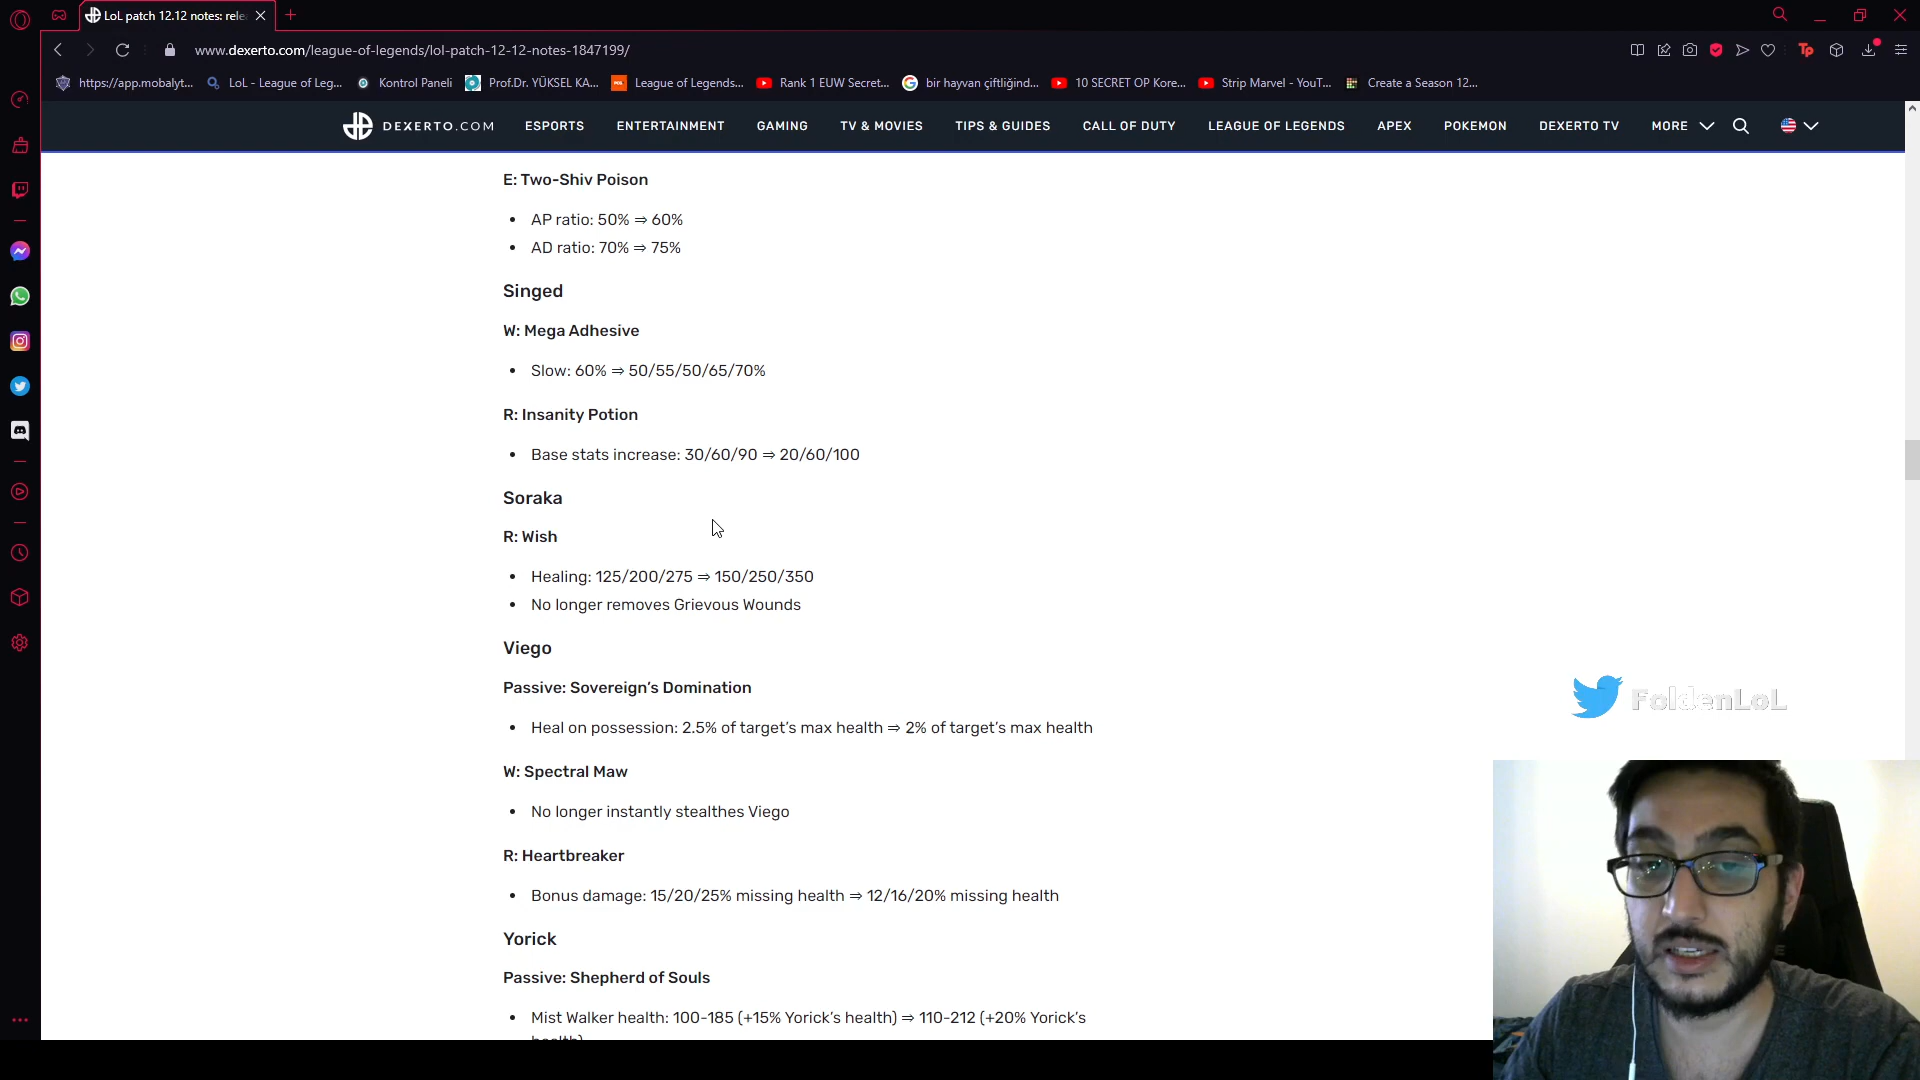 LoL patch 12.12 notes: rele
www.dexerto.com/league-of-legends/lol-patch-12-12-notes-1847199/
https://app.mobalyt... LoL - League of Leg... Kontrol Paneli Prof.Dr. YÜKSEL KA... League of Legends... Rank 1 EUW Secret... bir hayvan çiftliğind... 10 SECRET OP Kore... Strip Marvel - YouT... Create a Season 12...
DEXERTO.COM ESPORTS ENTERTAINMENT GAMING TV & MOVIES TIPS & GUIDES CALL OF DUTY LEAGUE OF LEGENDS APEX POKEMON DEXERTO TV MORE
E: Two-Shiv Poison
• AP ratio: 50% ⇒ 60%
• AD ratio: 70% ⇒ 75%
Singed
W: Mega Adhesive
• Slow: 60% ⇒ 50/55/50/65/70%
R: Insanity Potion
• Base stats increase: 30/60/90 ⇒ 20/60/100
Soraka
R: Wish
• Healing: 125/200/275 ⇒ 150/250/350
• No longer removes Grievous Wounds
Viego
Passive: Sovereign's Domination
• Heal on possession: 2.5% of target's max health ⇒ 2% of target's max health
W: Spectral Maw
• No longer instantly stealthes Viego
R: Heartbreaker
• Bonus damage: 15/20/25% missing health ⇒ 12/16/20% missing health
Yorick
Passive: Shepherd of Souls
• Mist Walker health: 100-185 (+15% Yorick's health) ⇒ 110-212 (+20% Yorick's
health)
FoldenLoL